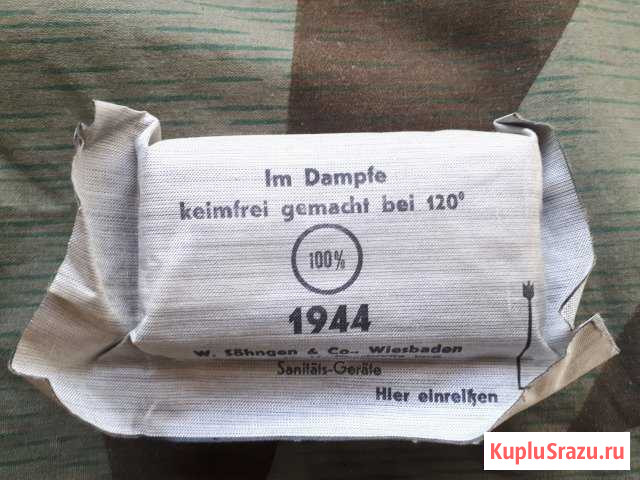 Im Dampfe
keimfrei gemacht bei 120°
100%
1944
W. Söhngen & Co., Wiesbaden
Sanitäts-Geräte
Hier einreißen
KupluSrazu.ru